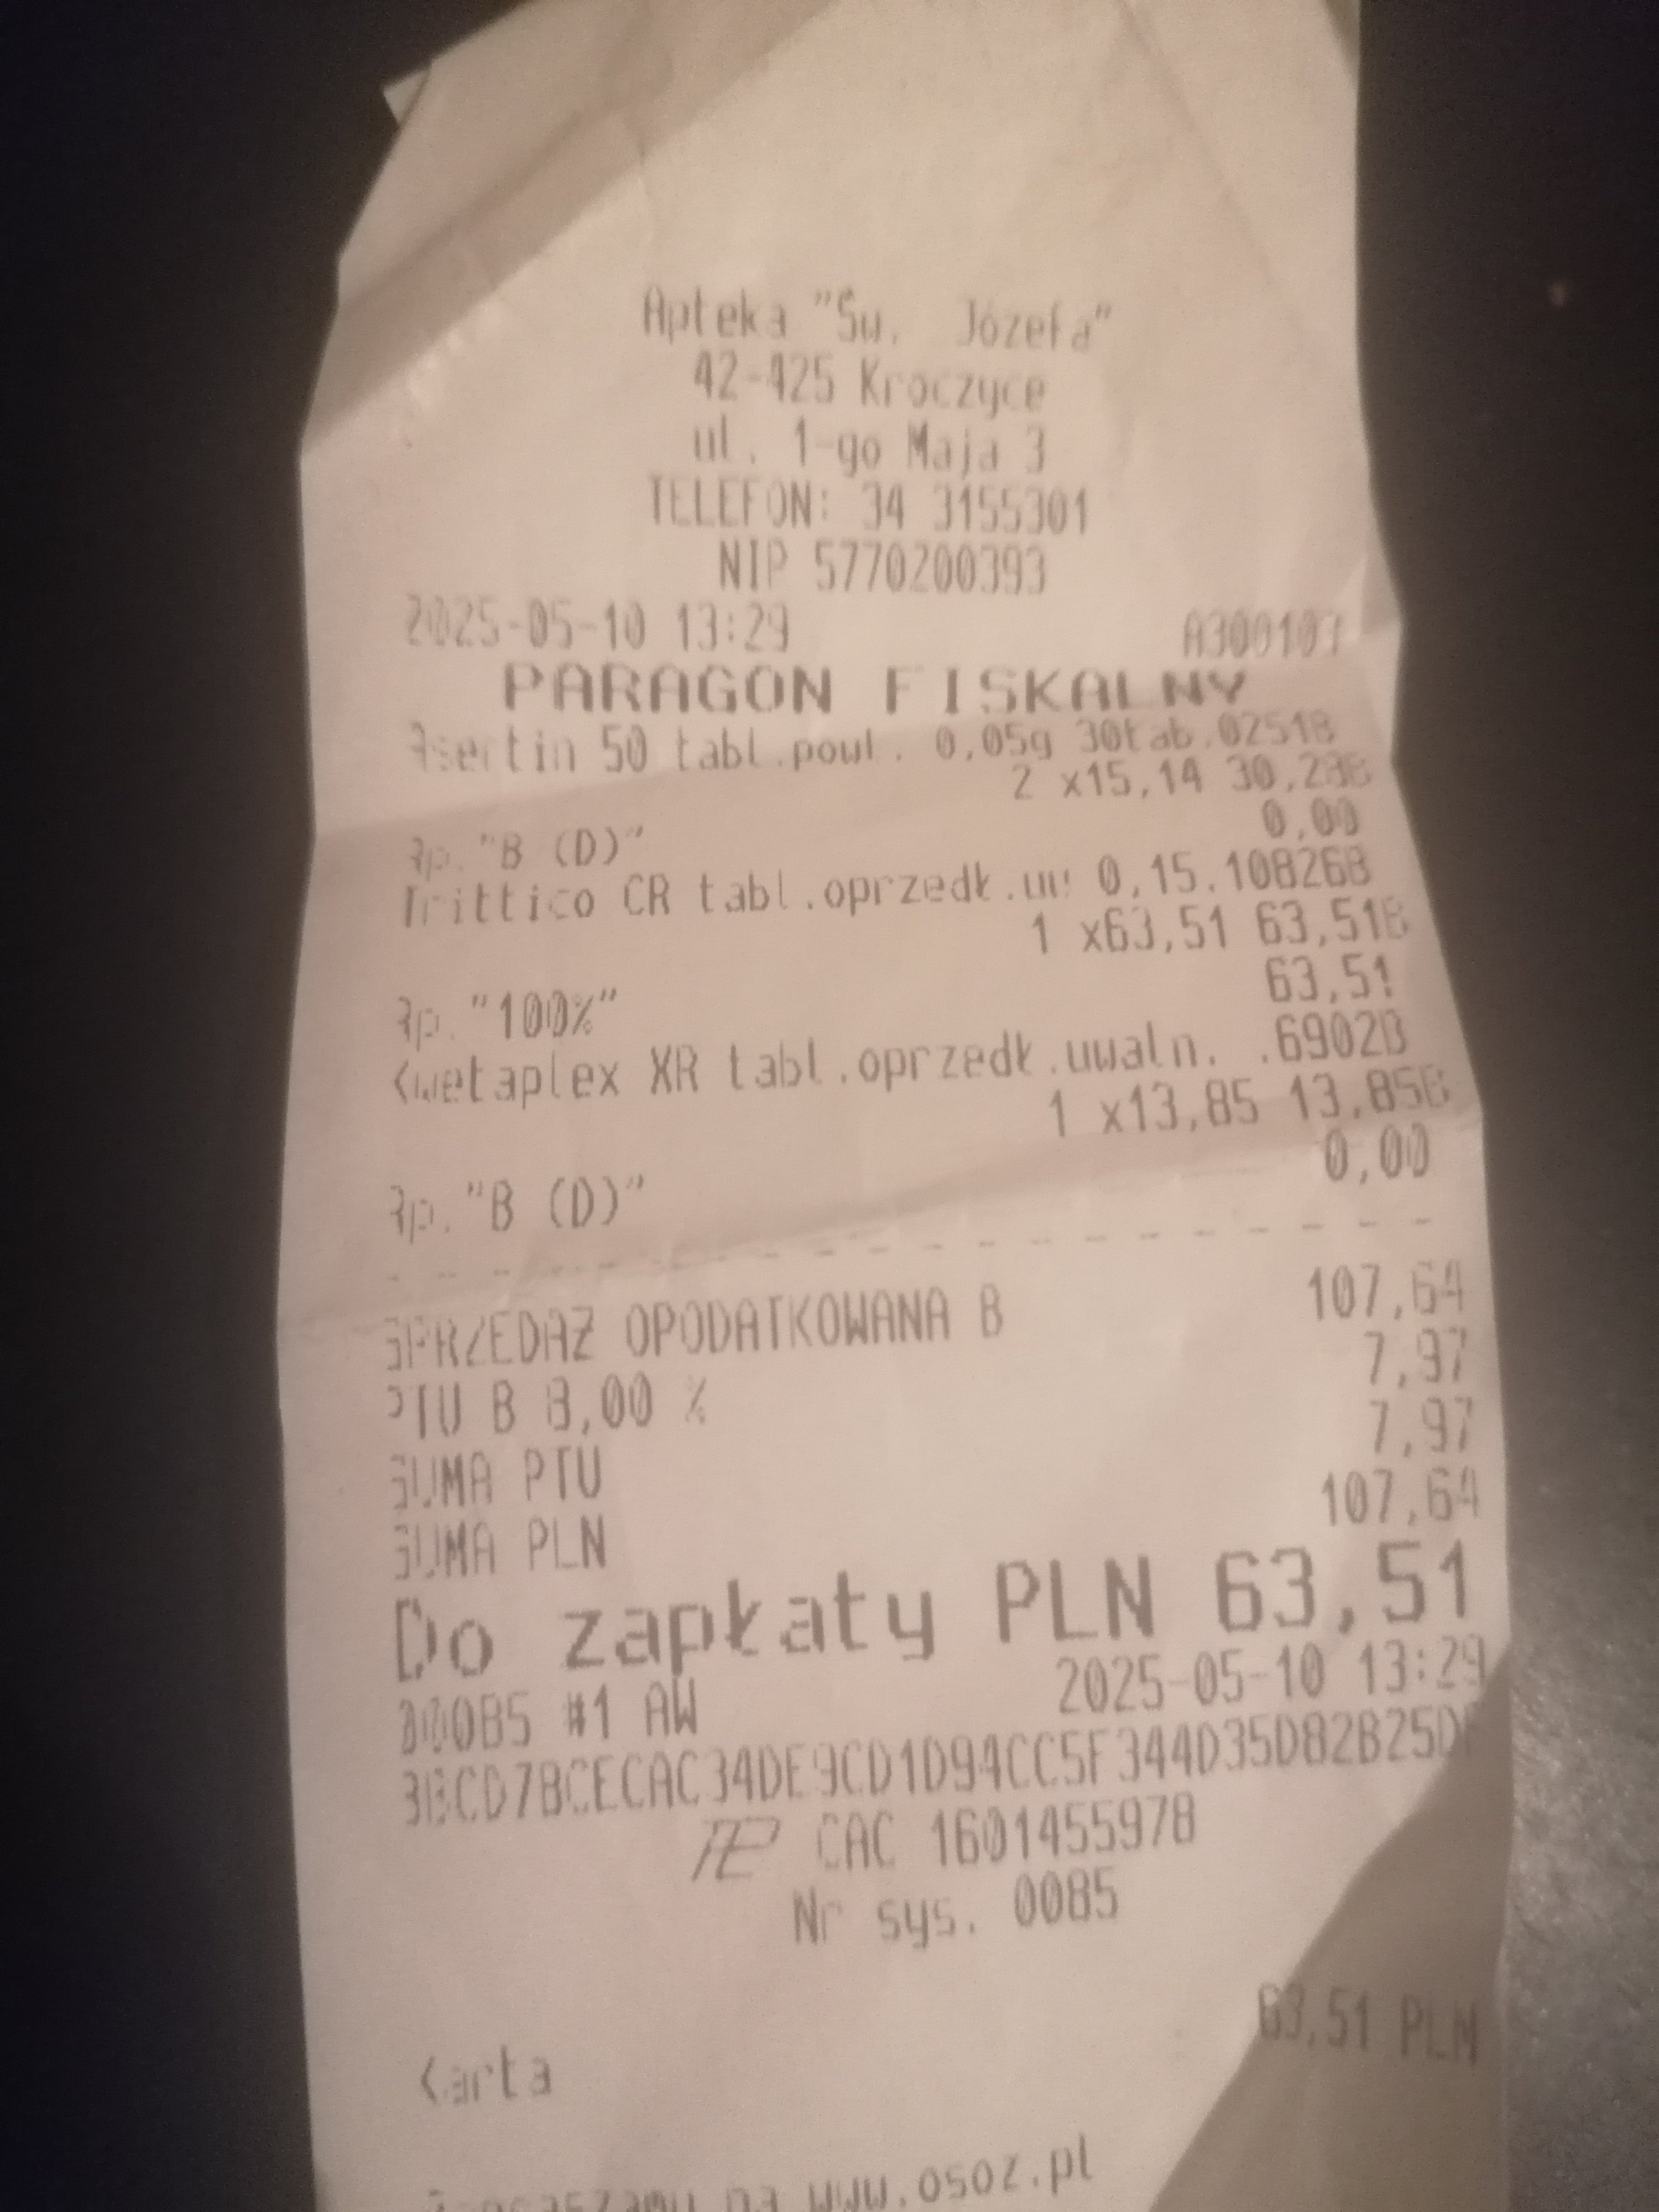 Apteka "Św. Józefa"
42-425 Kroczyce
ul. 1-go Maja 3
TELEFON: 34 3155301
NIP 5770200393
2025-05-10 13:29
PARAGON FISKALNY
Asertin 50 tabl.powl. 0,05g 30tab.0251B
2 x15,14 30,28B
Rp."B (D)" 0,00
Trittico CR tabl.oprzedł.uw 0,15.10826B
1 x63,51 63,51B
Rp."100%" 63,51
Kwetaplex XR tabl.oprzedł.uwaln. .6902B
1 x13,85 13,85B
Rp."B (D)" 0,00
SPRZEDAŻ OPODATKOWANA B 107,64
PTU B 8,00 % 7,97
SUMA PTU 7,97
SUMA PLN 107,64
Do zapłaty PLN 63,51
00085 #1 AW 2025-05-10 13:29
CAC 1601455978
Nr sys. 0085
Karta 63,51 PLN
na www.osoz.pl